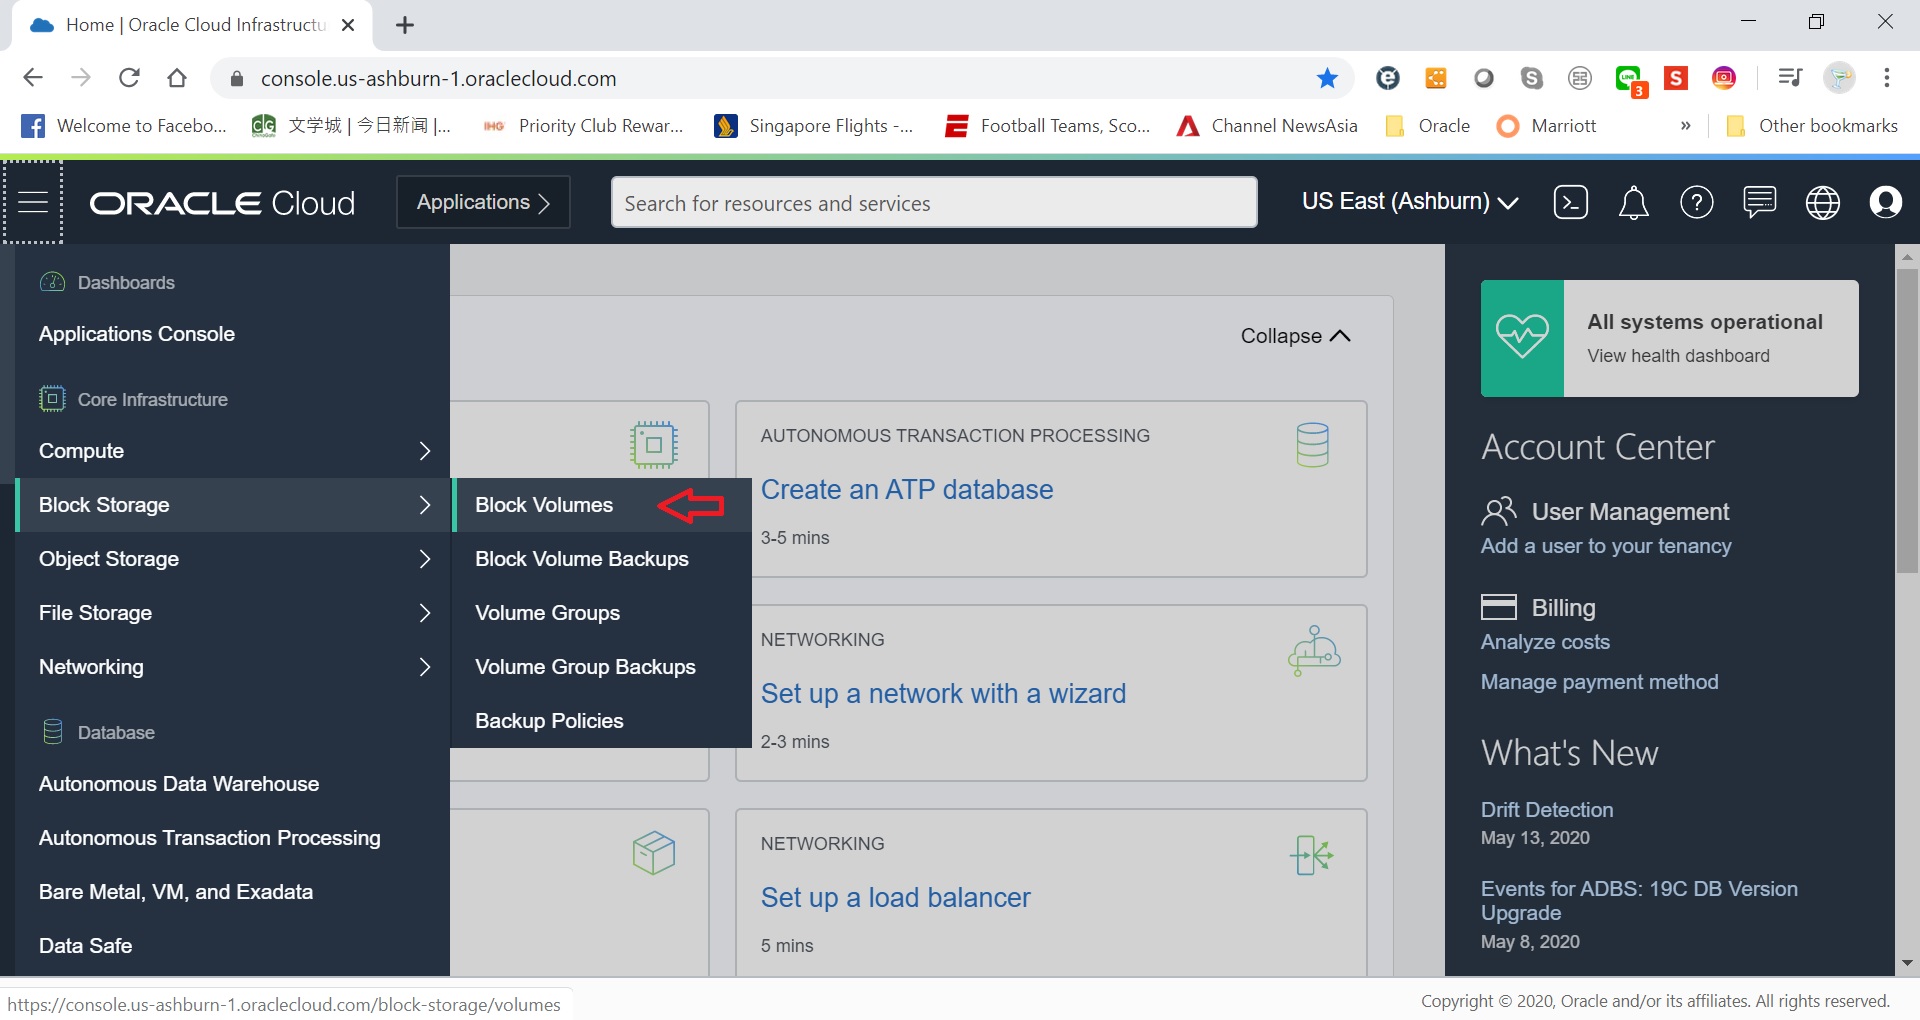 Home | Oracle Cloud Infrastructu
console.us-ashburn-1.oraclecloud.com
3
Welcome to Facebo...
文学城 | 今日新闻 |...
IHG Priority Club Rewar...
Singapore Flights -...
Football Teams, Sco...
Channel NewsAsia
Oracle
Marriott
»
Other bookmarks
ORACLE Cloud
Applications
Search for resources and services
US East (Ashburn)
Dashboards
Applications Console
Core Infrastructure
Compute
Block Storage
Object Storage
File Storage
Networking
Database
Autonomous Data Warehouse
Autonomous Transaction Processing
Bare Metal, VM, and Exadata
Data Safe
Block Volumes
Block Volume Backups
Volume Groups
Volume Group Backups
Backup Policies
Collapse
AUTONOMOUS TRANSACTION PROCESSING
Create an ATP database
3-5 mins
NETWORKING
Set up a network with a wizard
2-3 mins
NETWORKING
Set up a load balancer
5 mins
All systems operational
View health dashboard
Account Center
User Management
Add a user to your tenancy
Billing
Analyze costs
Manage payment method
What's New
Drift Detection
May 13, 2020
Events for ADBS: 19C DB Version
Upgrade
May 8, 2020
https://console.us-ashburn-1.oraclecloud.com/block-storage/volumes
Copyright © 2020, Oracle and/or its affiliates. All rights reserved.